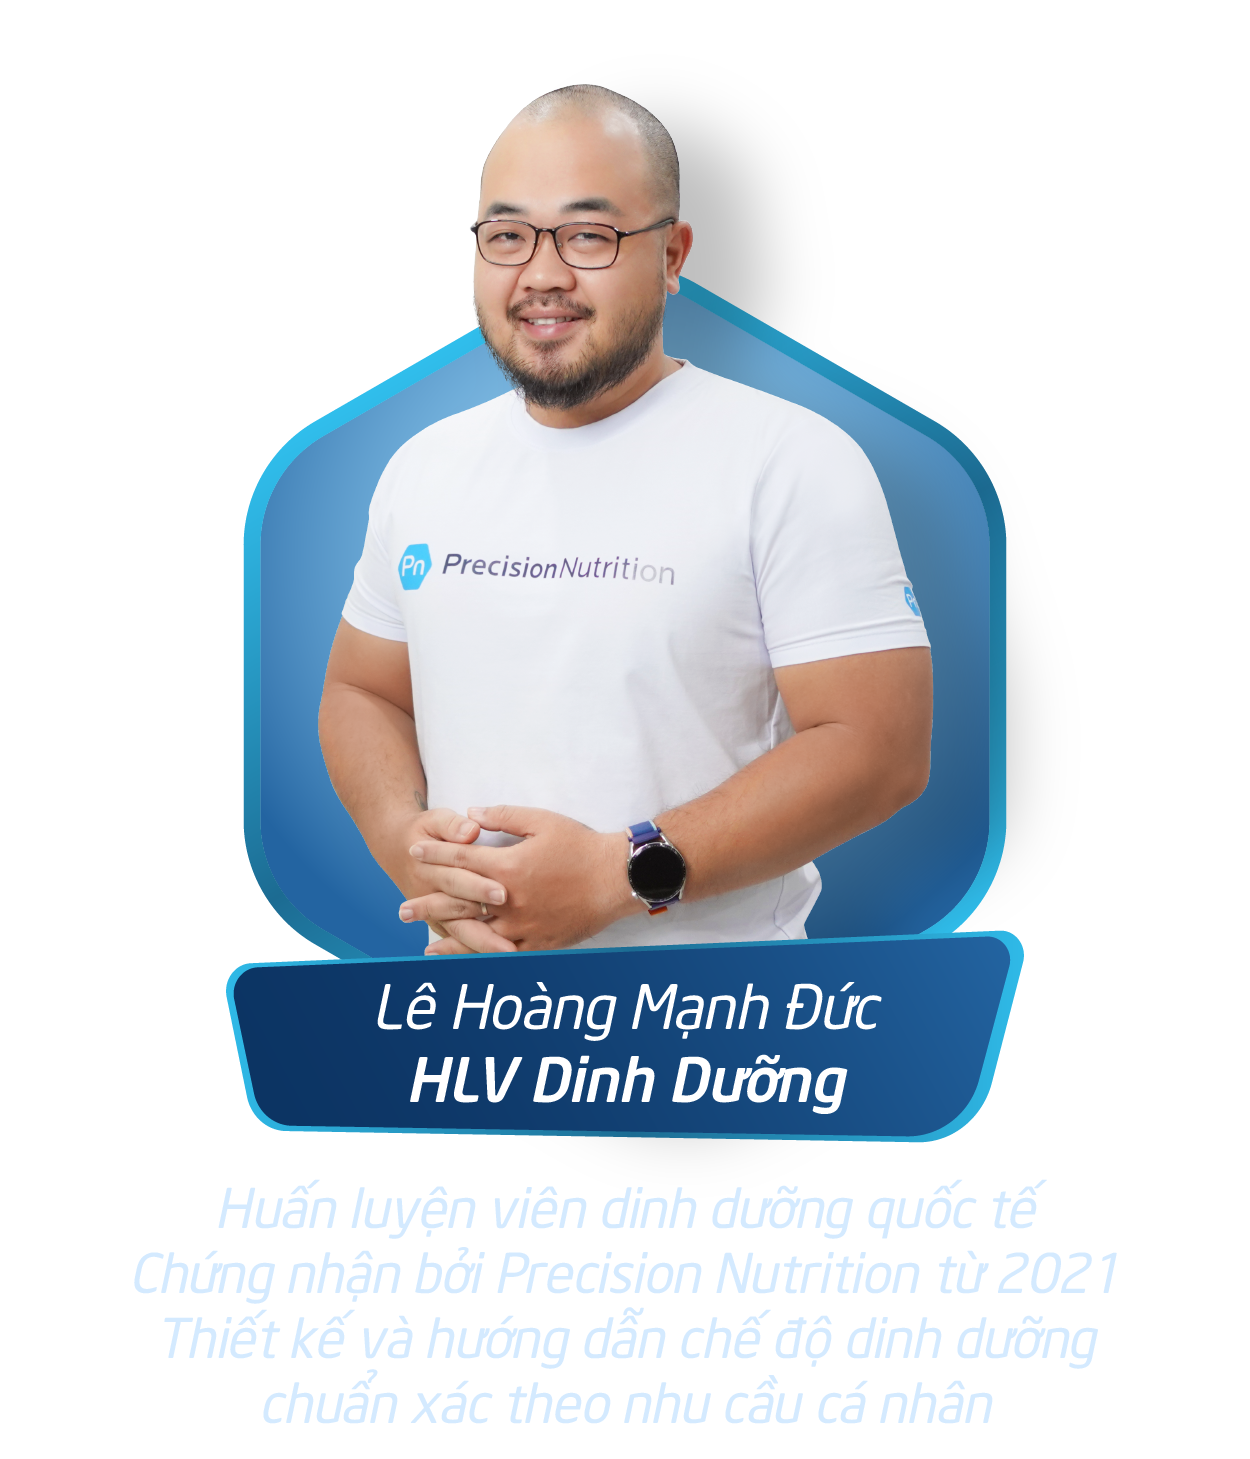 Pn PrecisionNutrition
Pn
Lê Hoàng Mạnh Đức
HLV Dinh Dưỡng
Huấn luyện viên dinh dưỡng quốc tế
Chứng nhận bởi Precision Nutrition từ 2021
Thiết kế và hướng dẫn chế độ dinh dưỡng
chuẩn xác theo nhu cầu cá nhân